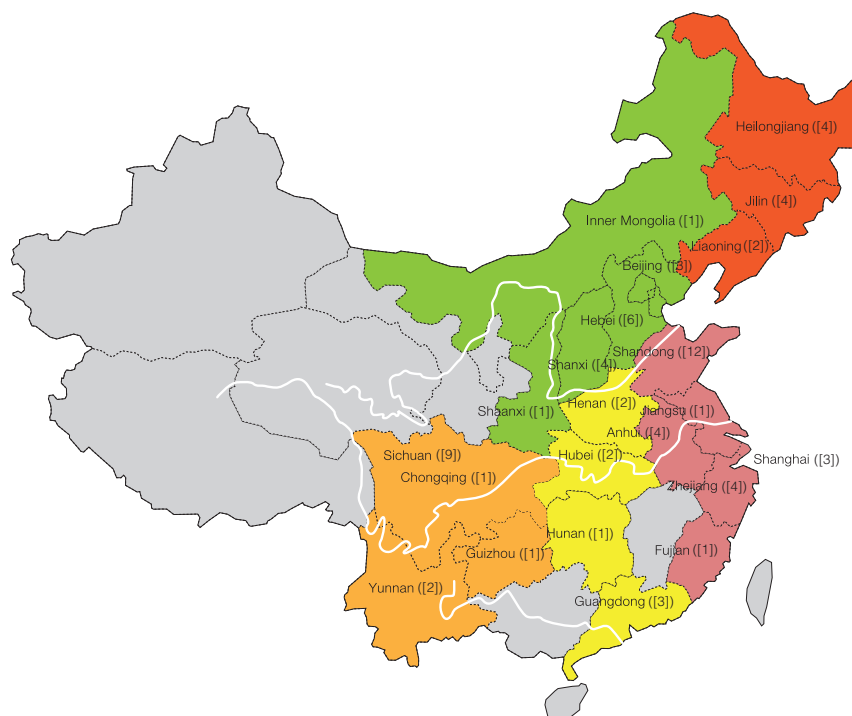 Heilongjiang ([4])
Jilin ([4])
Inner Mongolia ([1])
Liaoning ([2])
Beijing ([3])
Hebei ([6])
Shandong ([12])
Shanxi ([4])
Henan ([2])
Shaanxi ([1])
Jiangsu ([1])
Anhui ([4])
Sichuan ([9])
Hubei ([2])
Shanghai ([3])
Chongqing ([1])
Zhejiang ([4])
Hunan ([1])
Guizhou ([1])
Fujian ([1])
Yunnan ([2])
Guangdong ([3])